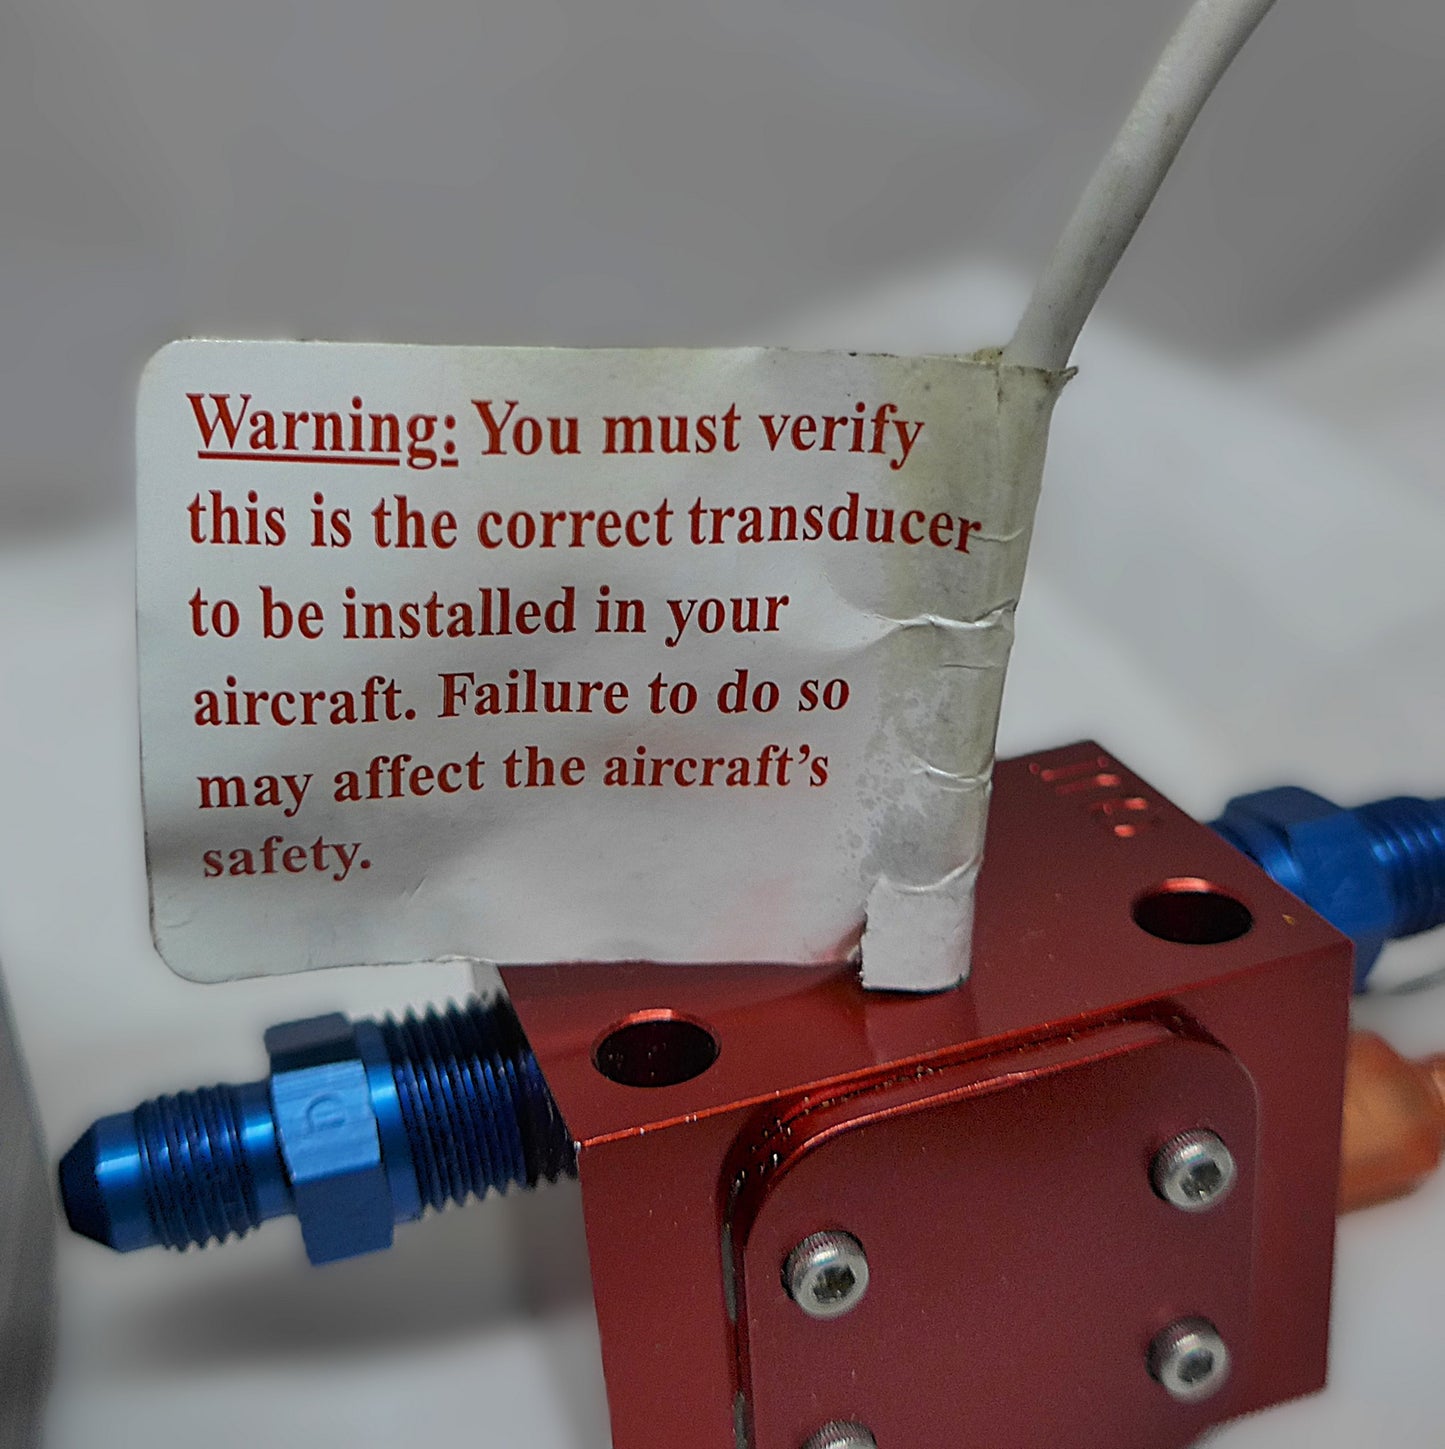 Warning: You must verify
this is the correct transducer
to be installed in your
aircraft. Failure to do so
may affect the aircraft's
safety.